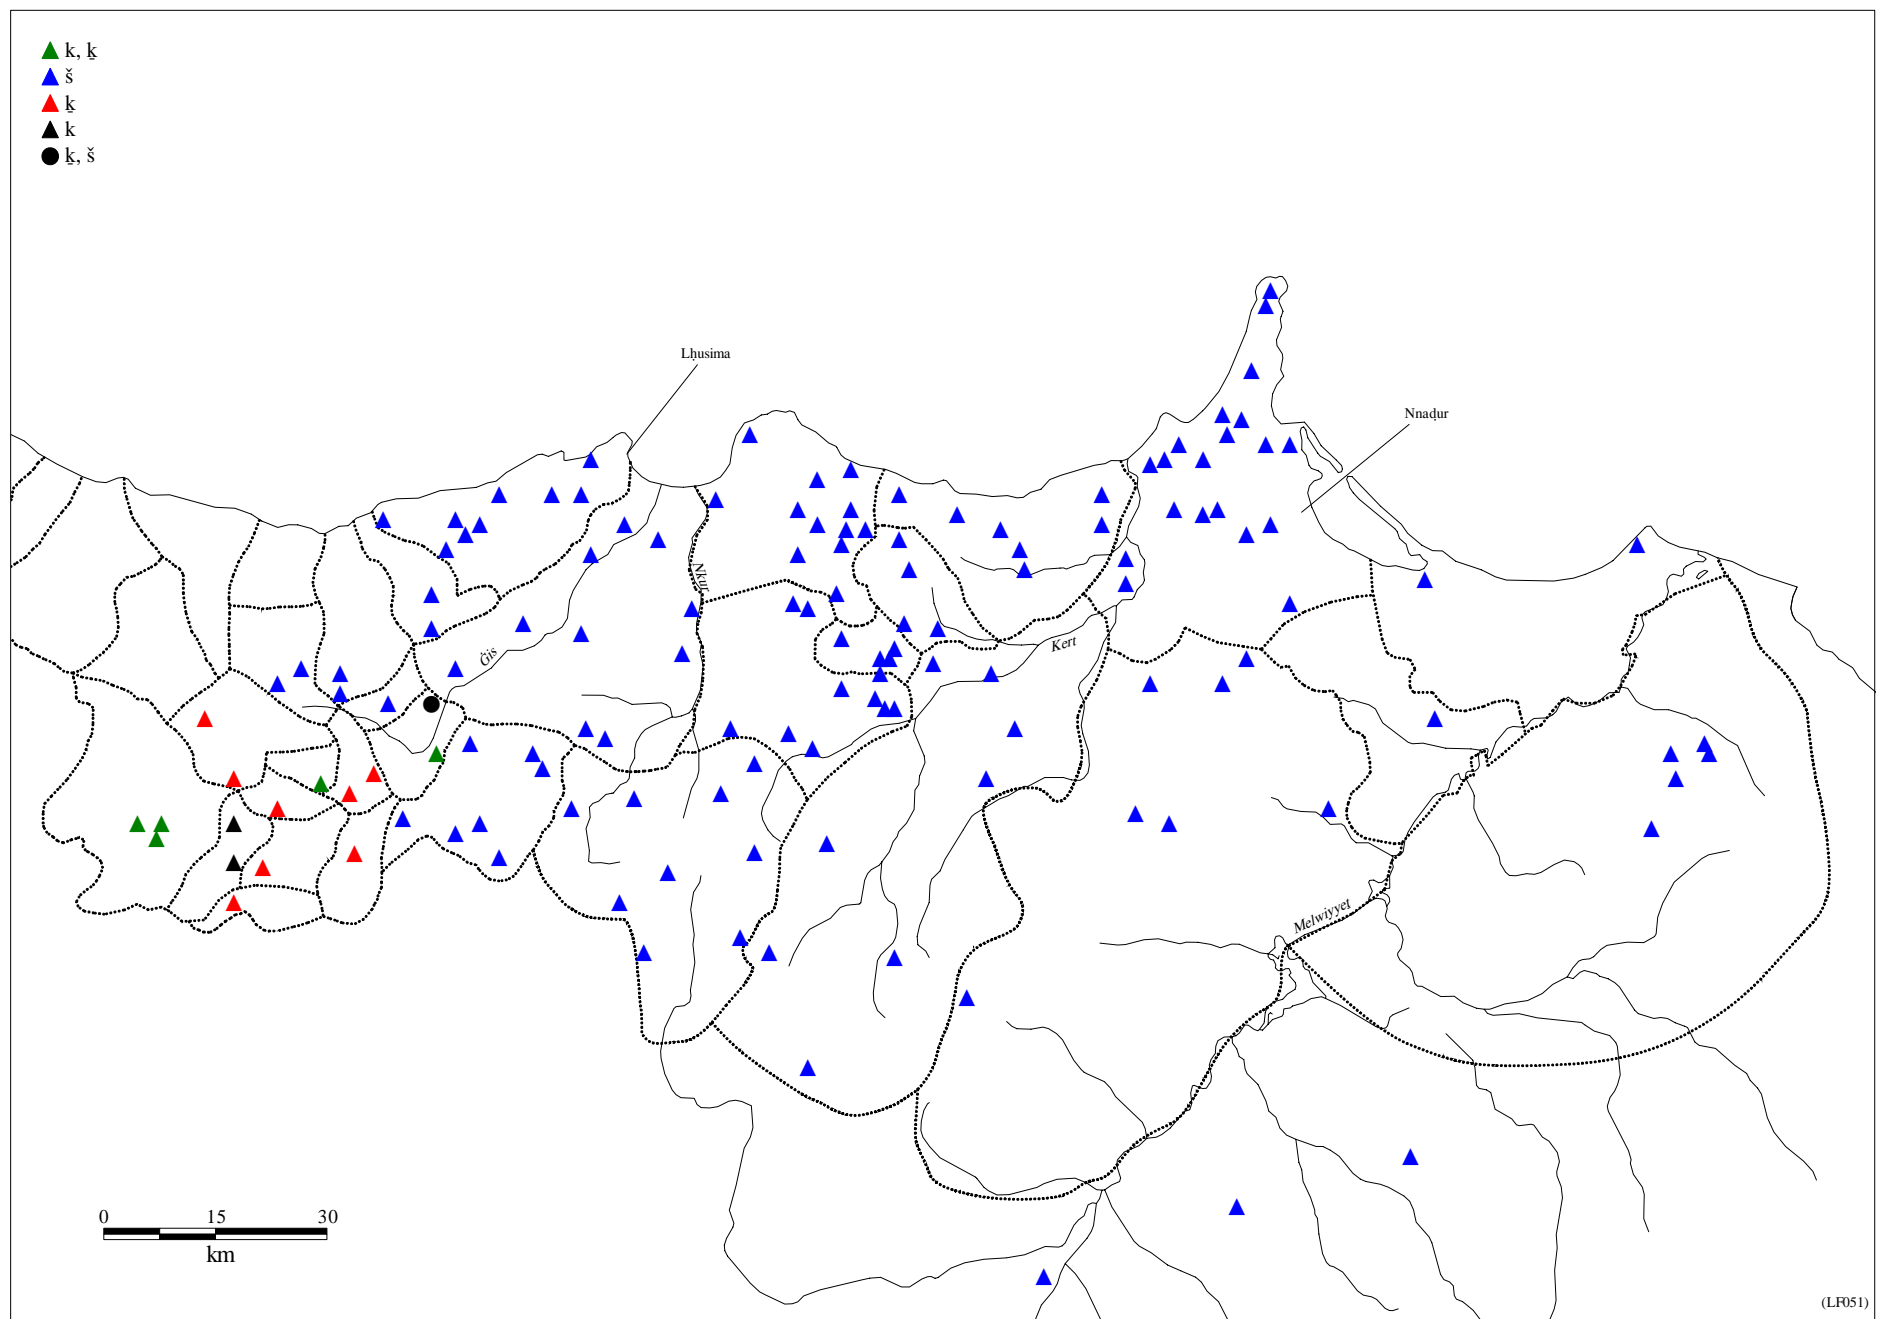 k, ḵ
š
ḵ
k
ḵ, š
Lḥusima
Nnaḍur
Nkur
Ġis
Kert
Melwiyyet
0 15 30
km
(LF051)